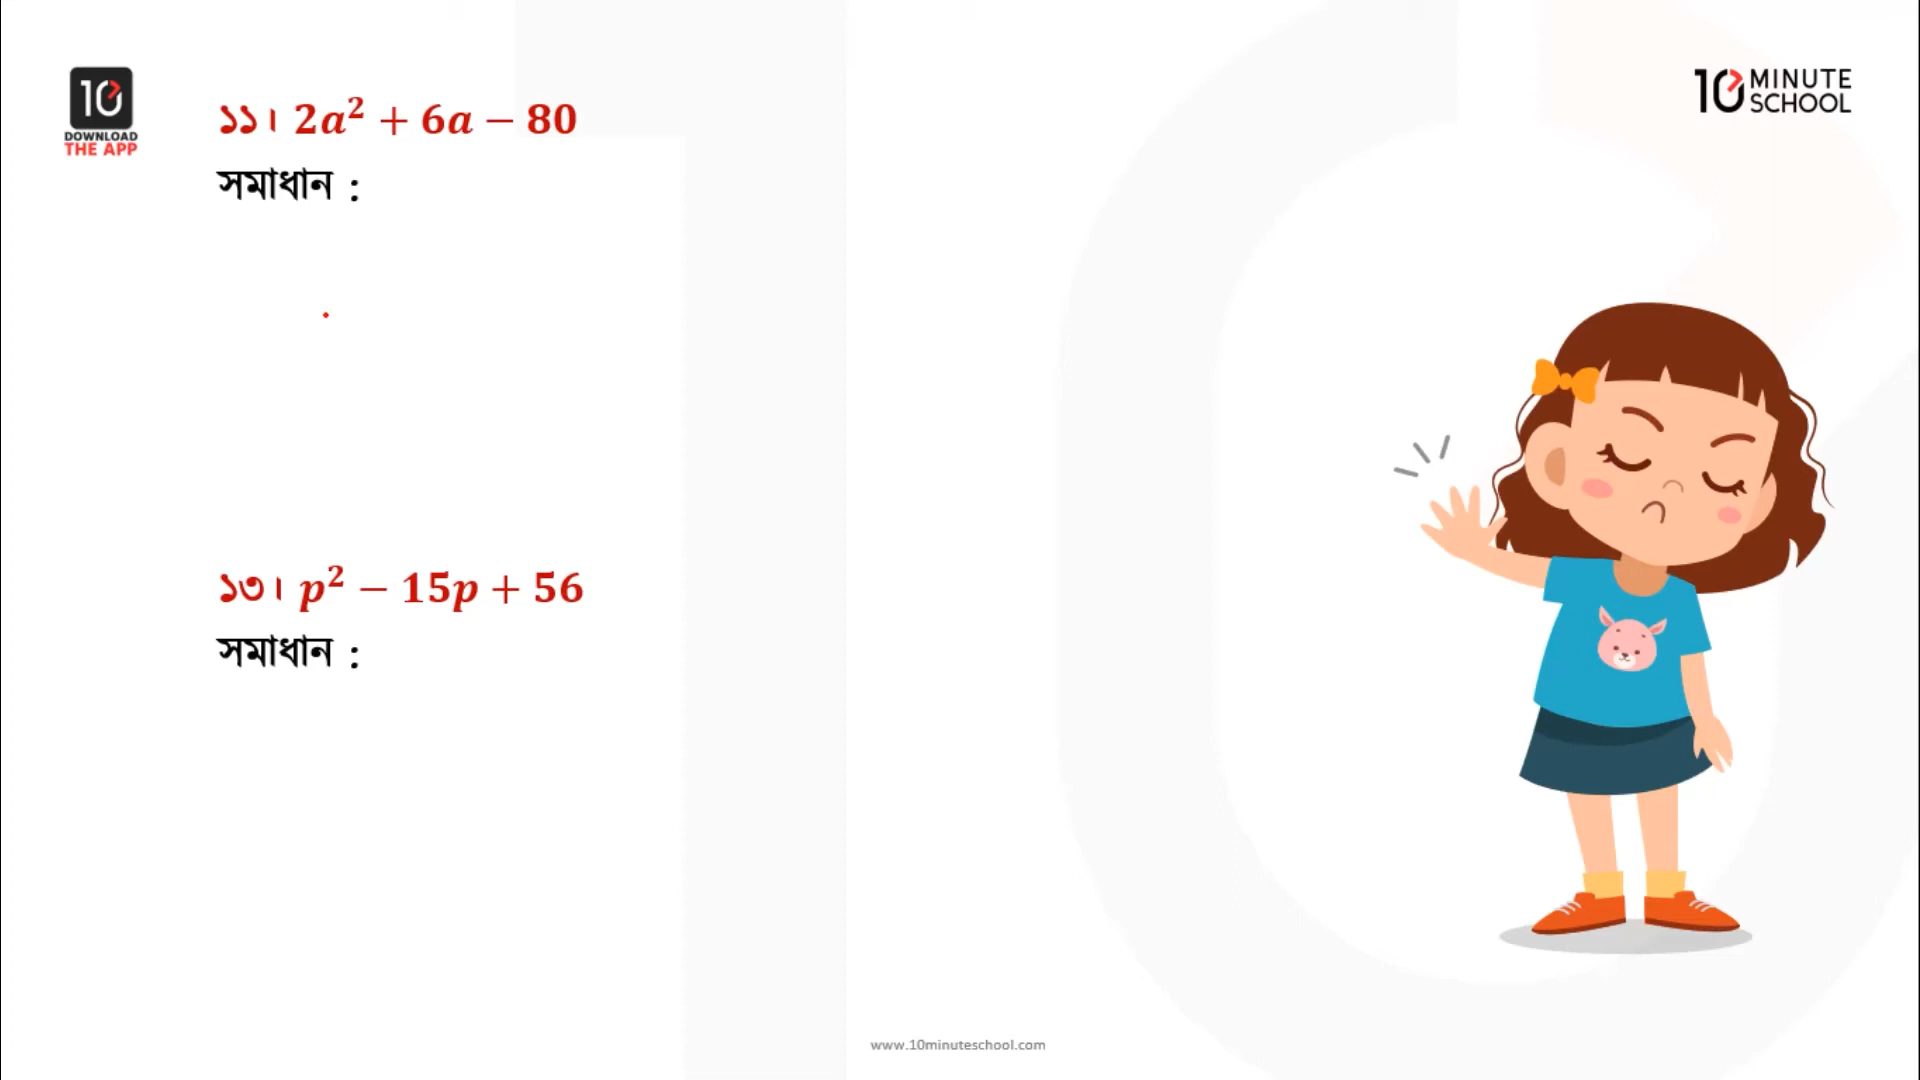 10
DOWNLOAD
THE APP
10 MINUTE
SCHOOL
১১। 2a² + 6a − 80
সমাধান :
১৩। p² − 15p + 56
সমাধান :
www.10minuteschool.com